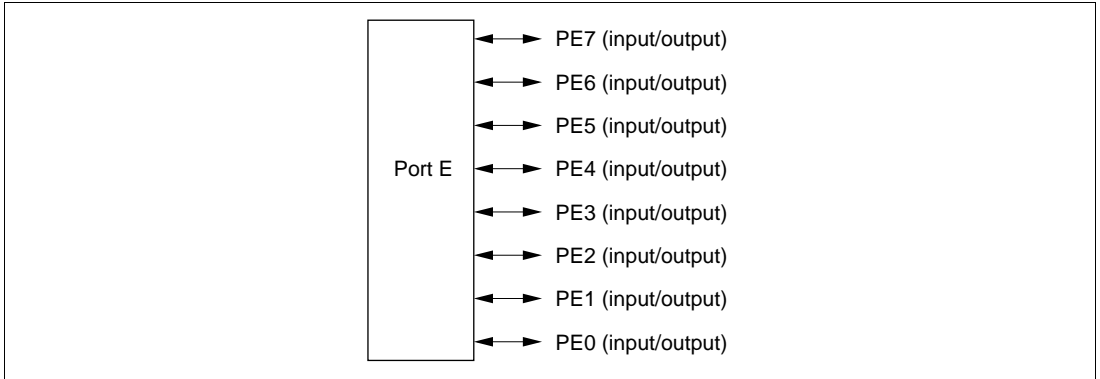 PE7 (input/output)
PE6 (input/output)
PE5 (input/output)
Port E
PE4 (input/output)
PE3 (input/output)
PE2 (input/output)
PE1 (input/output)
PE0 (input/output)